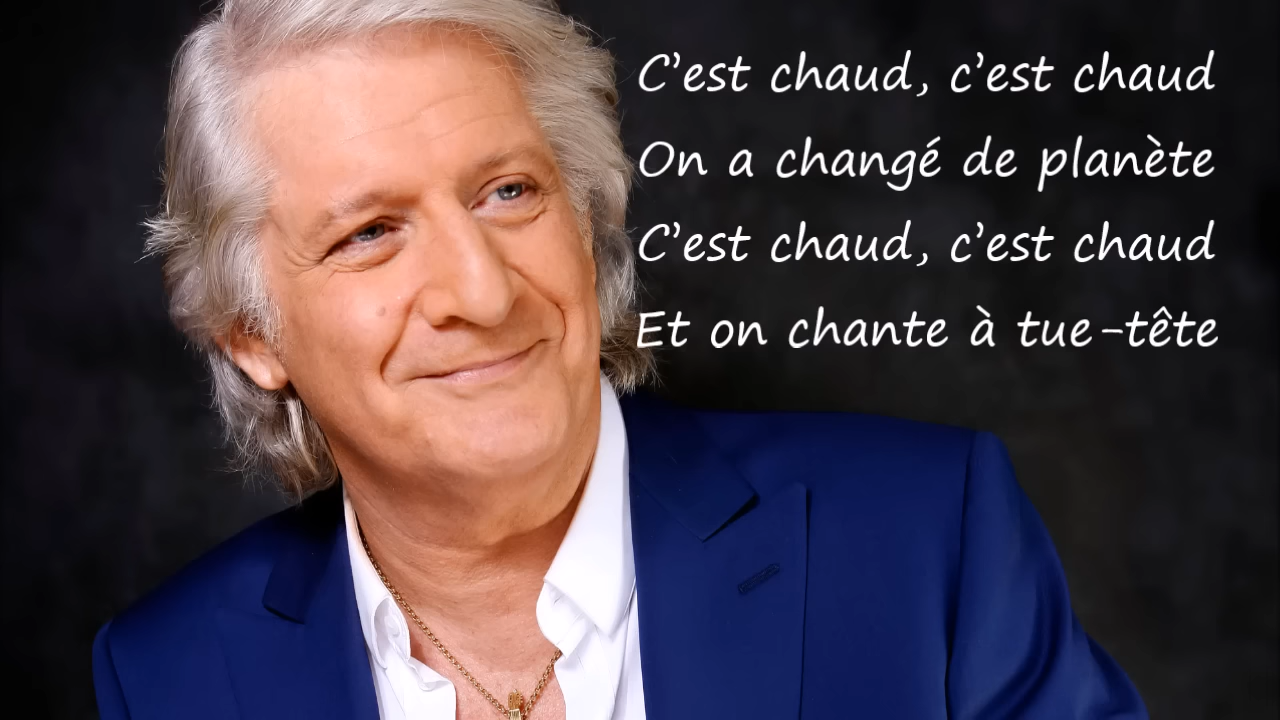 C'est chaud, c'est chaud
On a changé de planète
C'est chaud, c'est chaud
Et on chante à tue-tête